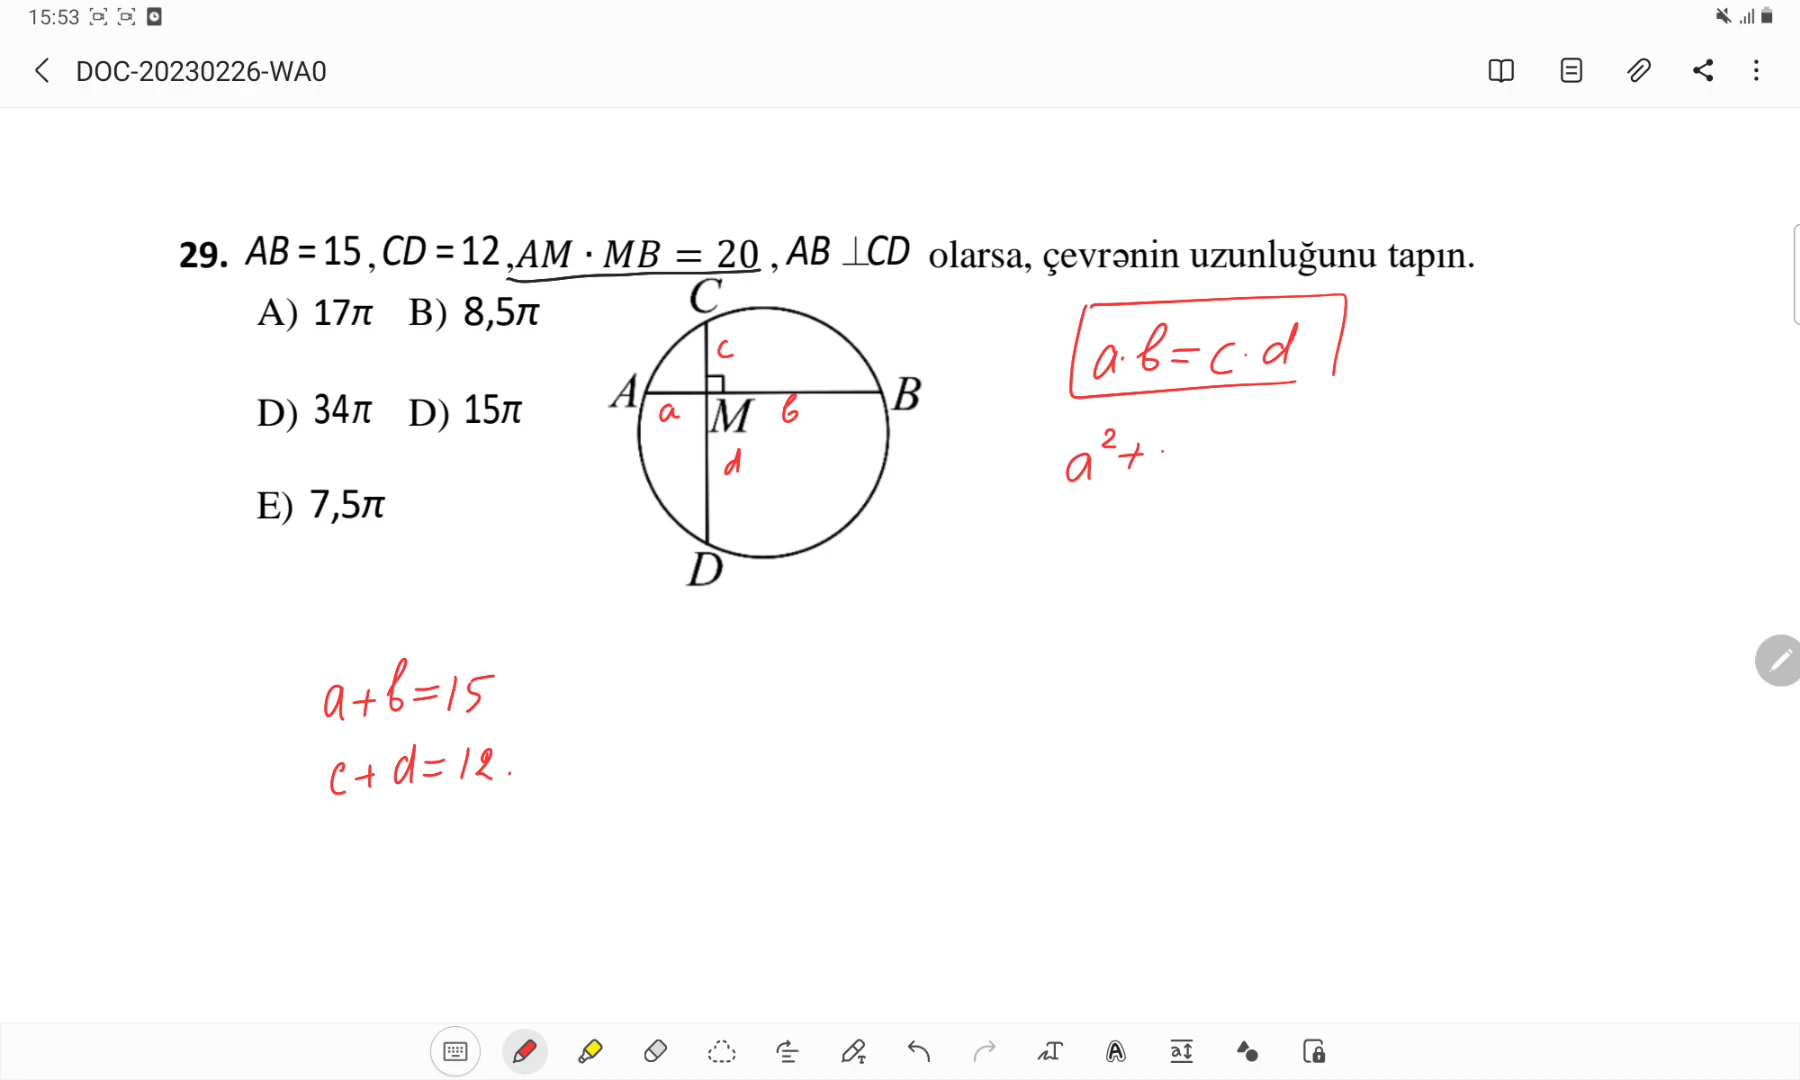 15:53
DOC-20230226-WA0
29. AB = 15, CD = 12, AM · MB = 20, AB ⊥ CD olarsa, çevrənin uzunluğunu tapın.
A) 17π B) 8,5π
D) 34π D) 15π
E) 7,5π
C
c
A
B
a
M
b
d
D
a·b=c·d
a²+ ·
a+b=15
c+d=12.